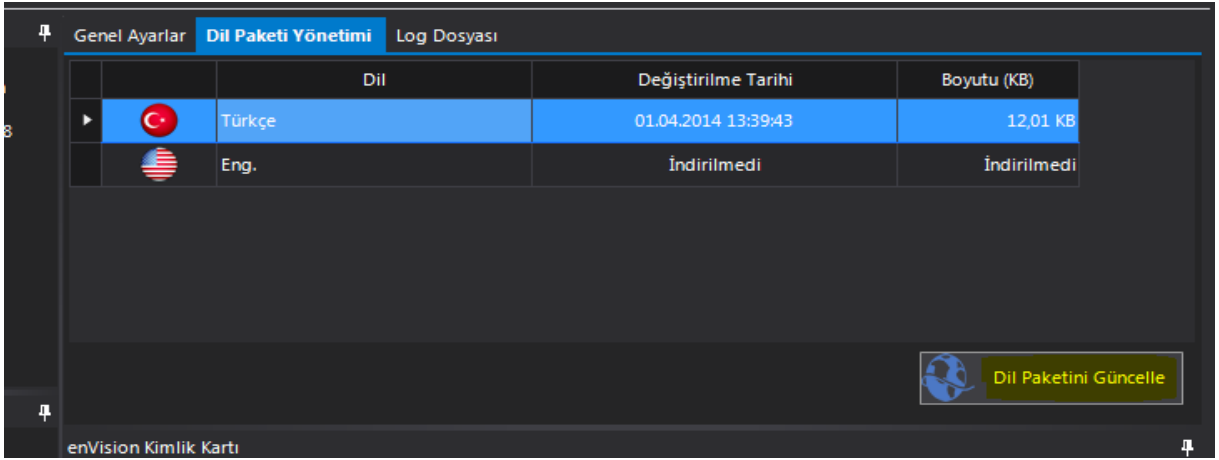 Genel Ayarlar Dil Paketi Yönetimi Log Dosyası
Dil Değiştirilme Tarihi Boyutu (KB)
Türkçe 01.04.2014 13:39:43 12,01 KB
8
Eng. İndirilmedi İndirilmedi
Dil Paketini Güncelle
enVision Kimlik Kartı